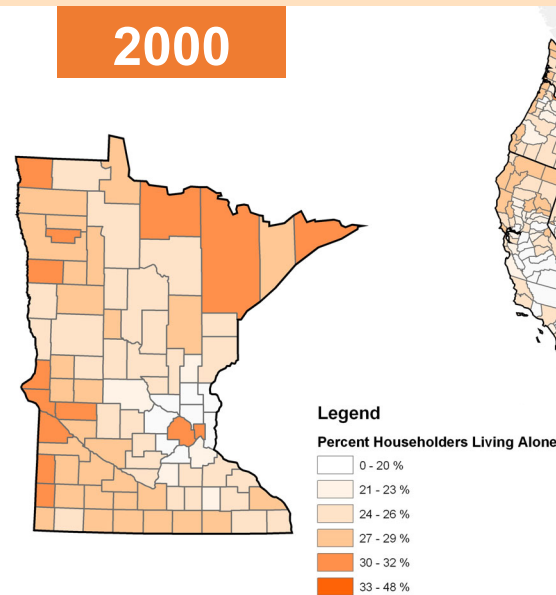 2000
Legend
Percent Householders Living Alone
0 - 20 %
21 - 23 %
24 - 26 %
27 - 29 %
30 - 32 %
33 - 48 %